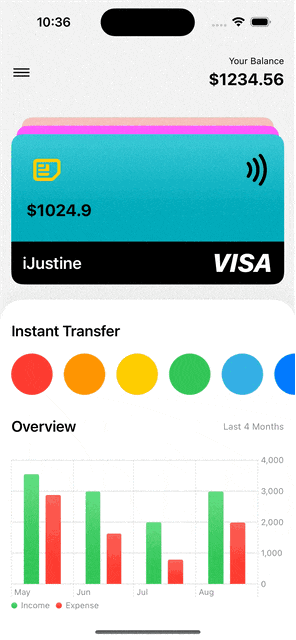 10:36
Your Balance
$1234.56
$1024.9
iJustine VISA
Instant Transfer
Overview Last 4 Months
4,000
3,000
2,000
1,000
0
May Jun Jul Aug
Income Expense